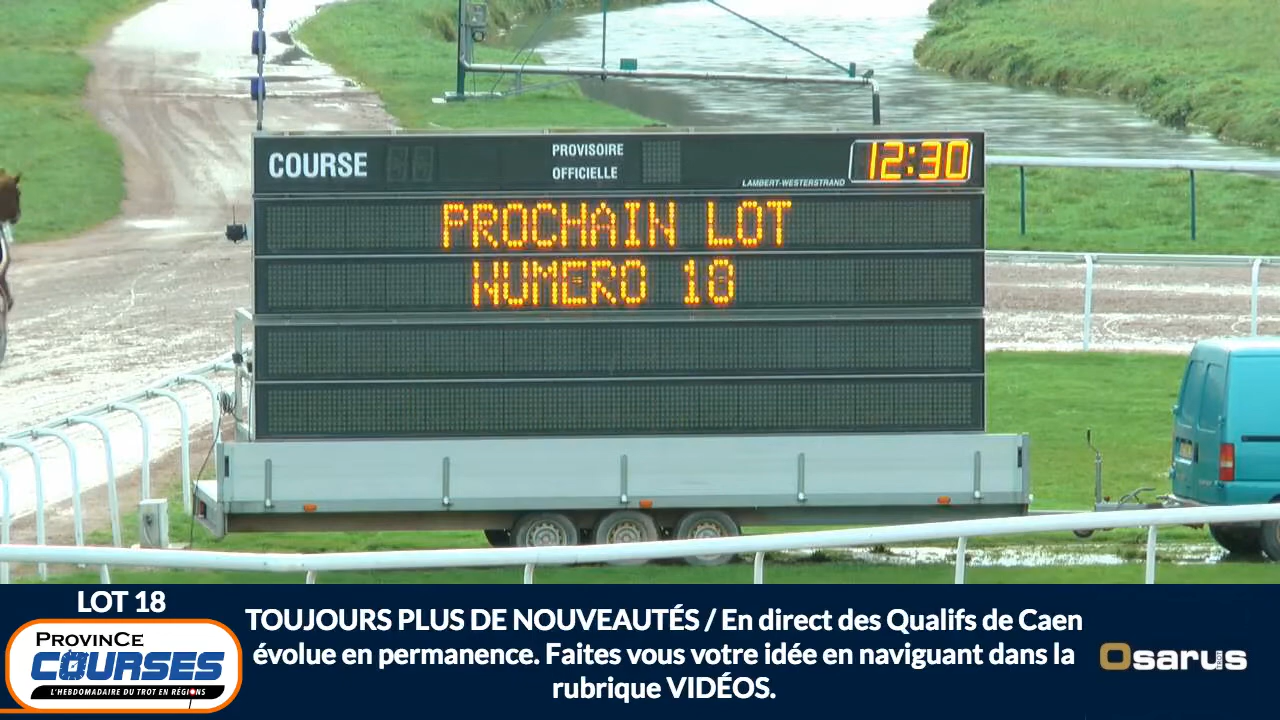 COURSE
PROVISOIRE
OFFICIELLE
12:30
LAMBERT-WESTERSTRAND
PROCHAIN LOT
NUMERO 18
LOT 18
PROVINCE
COURSES
L'HEBDOMADAIRE DU TROT EN RÉGIONS
TOUJOURS PLUS DE NOUVEAUTÉS / En direct des Qualifs de Caen
évolue en permanence. Faites vous votre idée en naviguant dans la
rubrique VIDÉOS.
Osarus